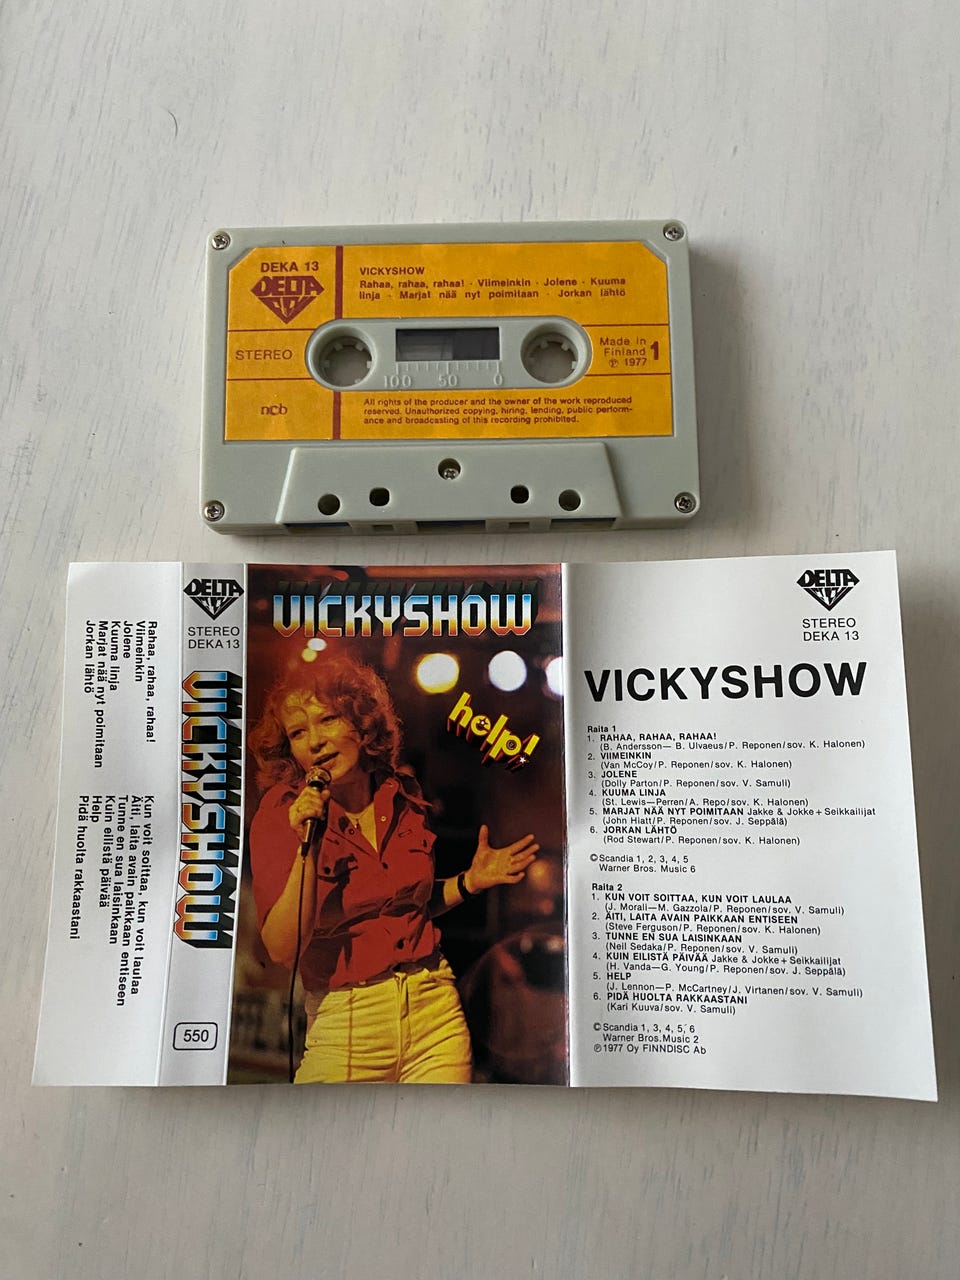 DEKA 13
DELTA
VICKYSHOW
Rahaa, rahaa, rahaa! · Viimeinkin · Jolene · Kuuma
linja · Marjat nää nyt poimitaan · Jorkan lähtö
STEREO
100 50 0
Made in
Finland
℗ 1977
1
ncb
All rights of the producer and the owner of the work reproduced
reserved. Unauthorized copying, hiring, lending, public perform-
ance and broadcasting of this recording prohibited.
Rahaa, rahaa, rahaa!
Viimeinkin
Jolene
Kuuma linja
Marjat nää nyt poimitaan
Jorkan lähtö
Kun voit soittaa, kun voit laulaa
Äiti, laita avain paikkaan entiseen
Tunne en sua laisinkaan
Kuin eilistä päivää
Help
Pidä huolta rakkaastani
DELTA
STEREO
DEKA 13
VICKYSHOW
550
VICKYSHOW
help!
DELTA
STEREO
DEKA 13
VICKYSHOW
Raita 1
1. RAHAA, RAHAA, RAHAA!
(B. Andersson— B. Ulvaeus/P. Reponen/sov. K. Halonen)
2. VIIMEINKIN
(Van McCoy/P. Reponen/sov. K. Halonen)
3. JOLENE
(Dolly Parton/P. Reponen/sov. V. Samuli)
4. KUUMA LINJA
(St. Lewis—Perren/A. Repo/sov. K. Halonen)
5. MARJAT NÄÄ NYT POIMITAAN Jakke & Jokke+Seikkailijat
(John Hiatt/P. Reponen/sov. J. Seppälä)
6. JORKAN LÄHTÖ
(Rod Stewart/P. Reponen/sov. K. Halonen)
© Scandia 1, 2, 3, 4, 5
Warner Bros. Music 6
Raita 2
1. KUN VOIT SOITTAA, KUN VOIT LAULAA
(J. Morali—M. Gazzola/P. Reponen/sov. V. Samuli)
2. ÄITI, LAITA AVAIN PAIKKAAN ENTISEEN
(Steve Ferguson/P. Reponen/sov. K. Halonen)
3. TUNNE EN SUA LAISINKAAN
(Neil Sedaka/P. Reponen/sov. V. Samuli)
4. KUIN EILISTÄ PÄIVÄÄ Jakke & Jokke+Seikkailijat
(H. Vanda—G. Young/P. Reponen/sov. J. Seppälä)
5. HELP
(J. Lennon—P. McCartney/J. Virtanen/sov. V. Samuli)
6. PIDÄ HUOLTA RAKKAASTANI
(Kari Kuuva/sov. V. Samuli)
© Scandia 1, 3, 4, 5, 6
Warner Bros. Music 2
℗ 1977 Oy FINNDISC Ab